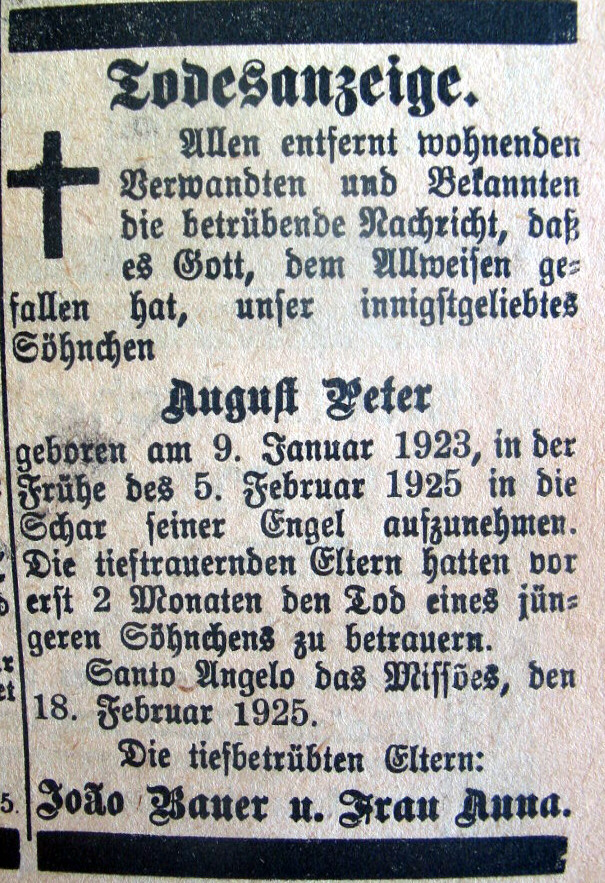 Todesanzeige.
Allen entfernt wohnenden
Verwandten und Bekannten
die betrübende Nachricht, daß
es Gott, dem Allweisen ge-
fallen hat, unser innigstgeliebtes
Söhnchen
August Peter
geboren am 9. Januar 1923, in der
Frühe des 5. Februar 1925 in die
Schar seiner Engel aufzunehmen.
Die tieftrauernden Eltern hatten vor
erst 2 Monaten den Tod eines jün-
geren Söhnchens zu betrauern.
Santo Angelo das Missões, den
18. Februar 1925.
Die tiefbetrübten Eltern:
João Bauer u. Frau Anna.